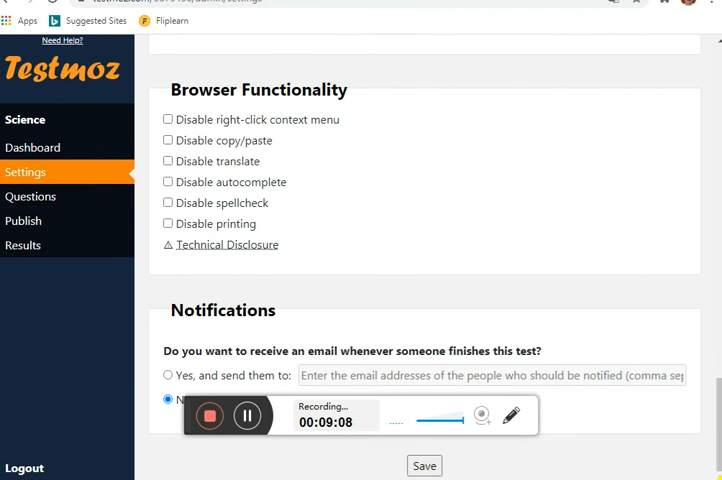 Apps
Suggested Sites
Fliplearn
Need Help?
Testmoz
Science
Dashboard
Settings
Questions
Publish
Results
Logout
Browser Functionality
Disable right-click context menu
Disable copy/paste
Disable translate
Disable autocomplete
Disable spellcheck
Disable printing
⚠ Technical Disclosure
Notifications
Do you want to receive an email whenever someone finishes this test?
Yes, and send them to:
Enter the email addresses of the people who should be notified (comma sep
Recording...
00:09:08
Save